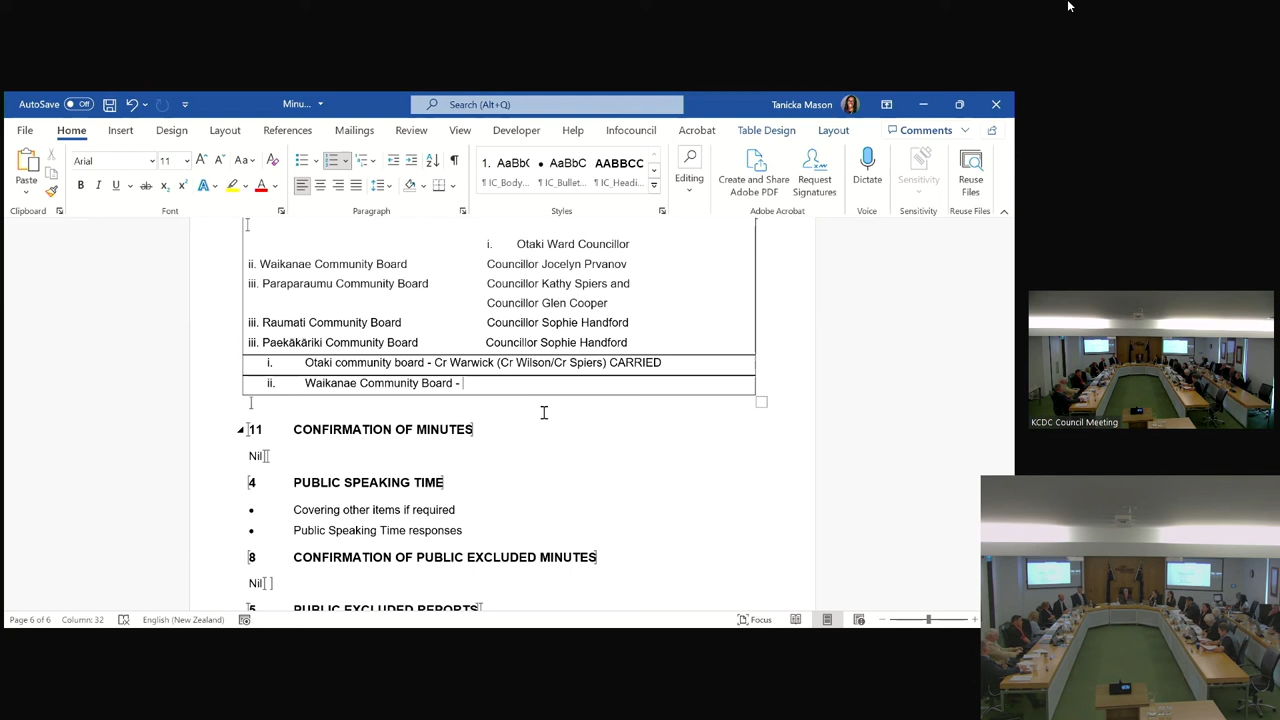 AutoSave Off Minu... Search (Alt+Q) Tanicka Mason
File Home Insert Design Layout References Mailings Review View Developer Help Infocouncil Acrobat Table Design Layout Comments
Arial 11 A A Aa A 1. AaBb( AaBbC AABBCC
Paste B I U ab x₂ x² A A ¶ IC_Body... ¶ IC_Bullet... ¶ IC_Headi... Editing Create and Share Adobe PDF Request Signatures Dictate Sensitivity Reuse Files
Clipboard Font Paragraph Styles Adobe Acrobat Voice Sensitivity Reuse Files
i. Otaki Ward Councillor
ii. Waikanae Community Board Councillor Jocelyn Prvanov
iii. Paraparaumu Community Board Councillor Kathy Spiers and
Councillor Glen Cooper
iii. Raumati Community Board Councillor Sophie Handford
iii. Paekākāriki Community Board Councillor Sophie Handford
i. Otaki community board - Cr Warwick (Cr Wilson/Cr Spiers) CARRIED
ii. Waikanae Community Board -
11 CONFIRMATION OF MINUTES
Nil
4 PUBLIC SPEAKING TIME
• Covering other items if required
• Public Speaking Time responses
8 CONFIRMATION OF PUBLIC EXCLUDED MINUTES
Nil
5 PUBLIC EXCLUDED REPORTS
Page 6 of 6 Column: 32 English (New Zealand) Focus
KCDC Council Meeting